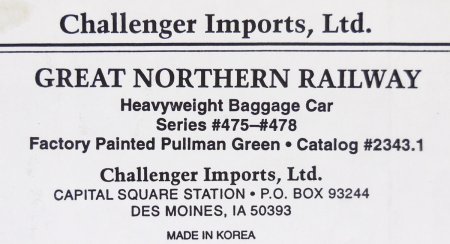 Challenger Imports, Ltd.
GREAT NORTHERN RAILWAY
Heavyweight Baggage Car
Series #475–#478
Factory Painted Pullman Green • Catalog #2343.1
Challenger Imports, Ltd.
CAPITAL SQUARE STATION • P.O. BOX 93244
DES MOINES, IA 50393
MADE IN KOREA